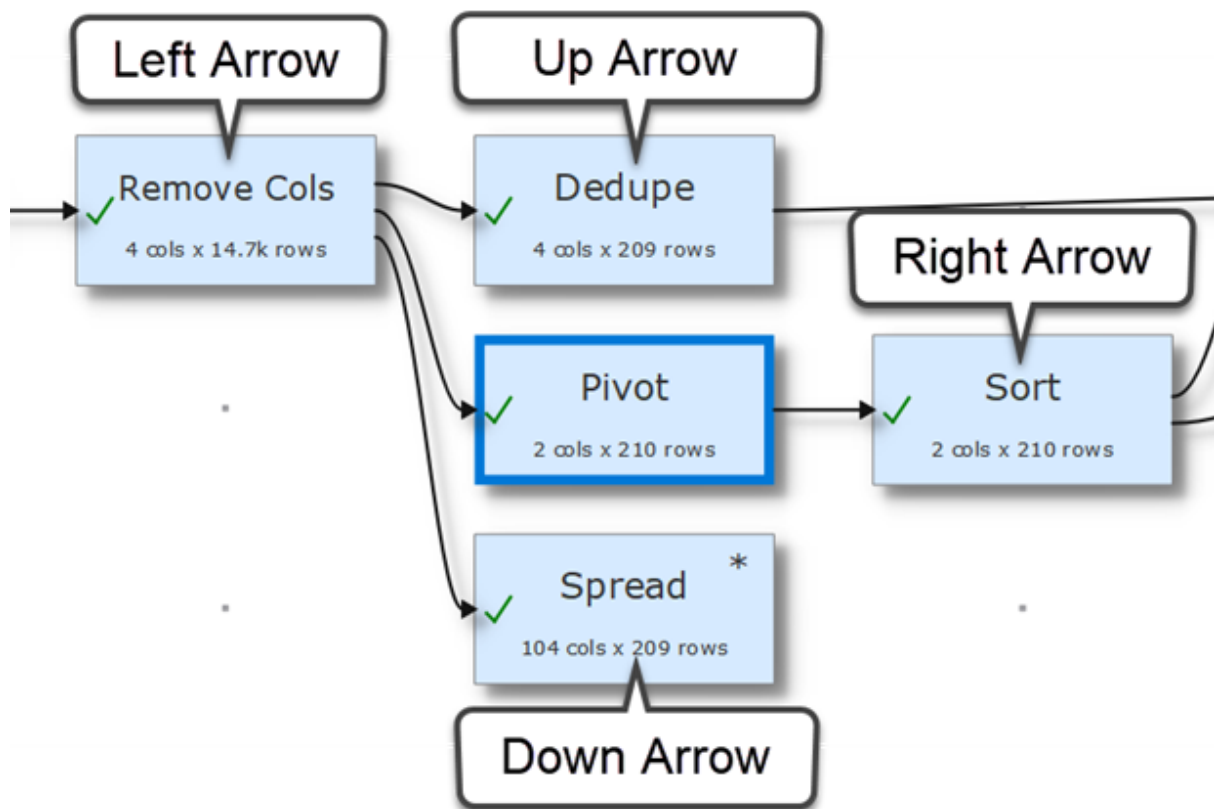 Left Arrow
Up Arrow
Remove Cols
4 cols x 14.7k rows
Dedupe
4 cols x 209 rows
Right Arrow
Pivot
2 cols x 210 rows
Sort
2 cols x 210 rows
Spread *
104 cols x 209 rows
Down Arrow